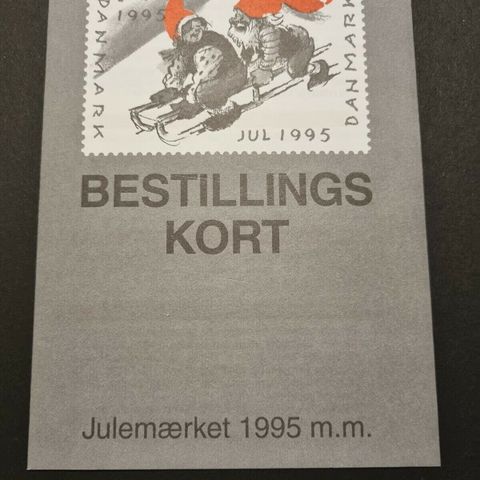 1995
DANMARK
DANMARK
JUL 1995
BESTILLINGS
KORT
Julemærket 1995 m.m.